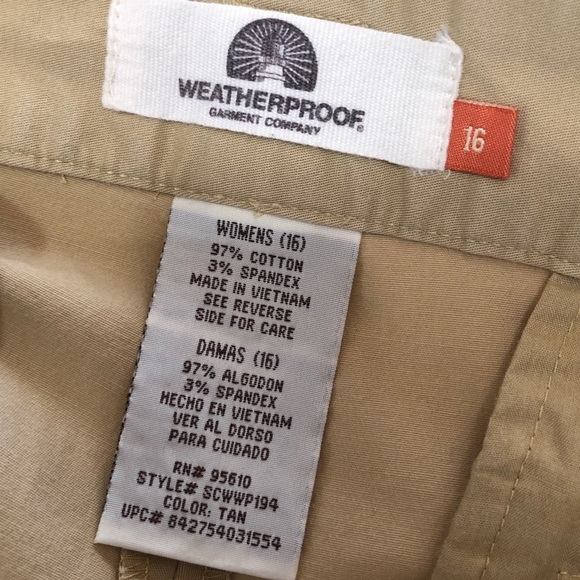 WEATHERPROOF®
GARMENT COMPANY
16
WOMENS (16)
97% COTTON
3% SPANDEX
MADE IN VIETNAM
SEE REVERSE
SIDE FOR CARE
DAMAS (16)
97% ALGODON
3% SPANDEX
HECHO EN VIETNAM
VER AL DORSO
PARA CUIDADO
RN# 95610
STYLE# SCWWP194
COLOR: TAN
UPC# 842754031554